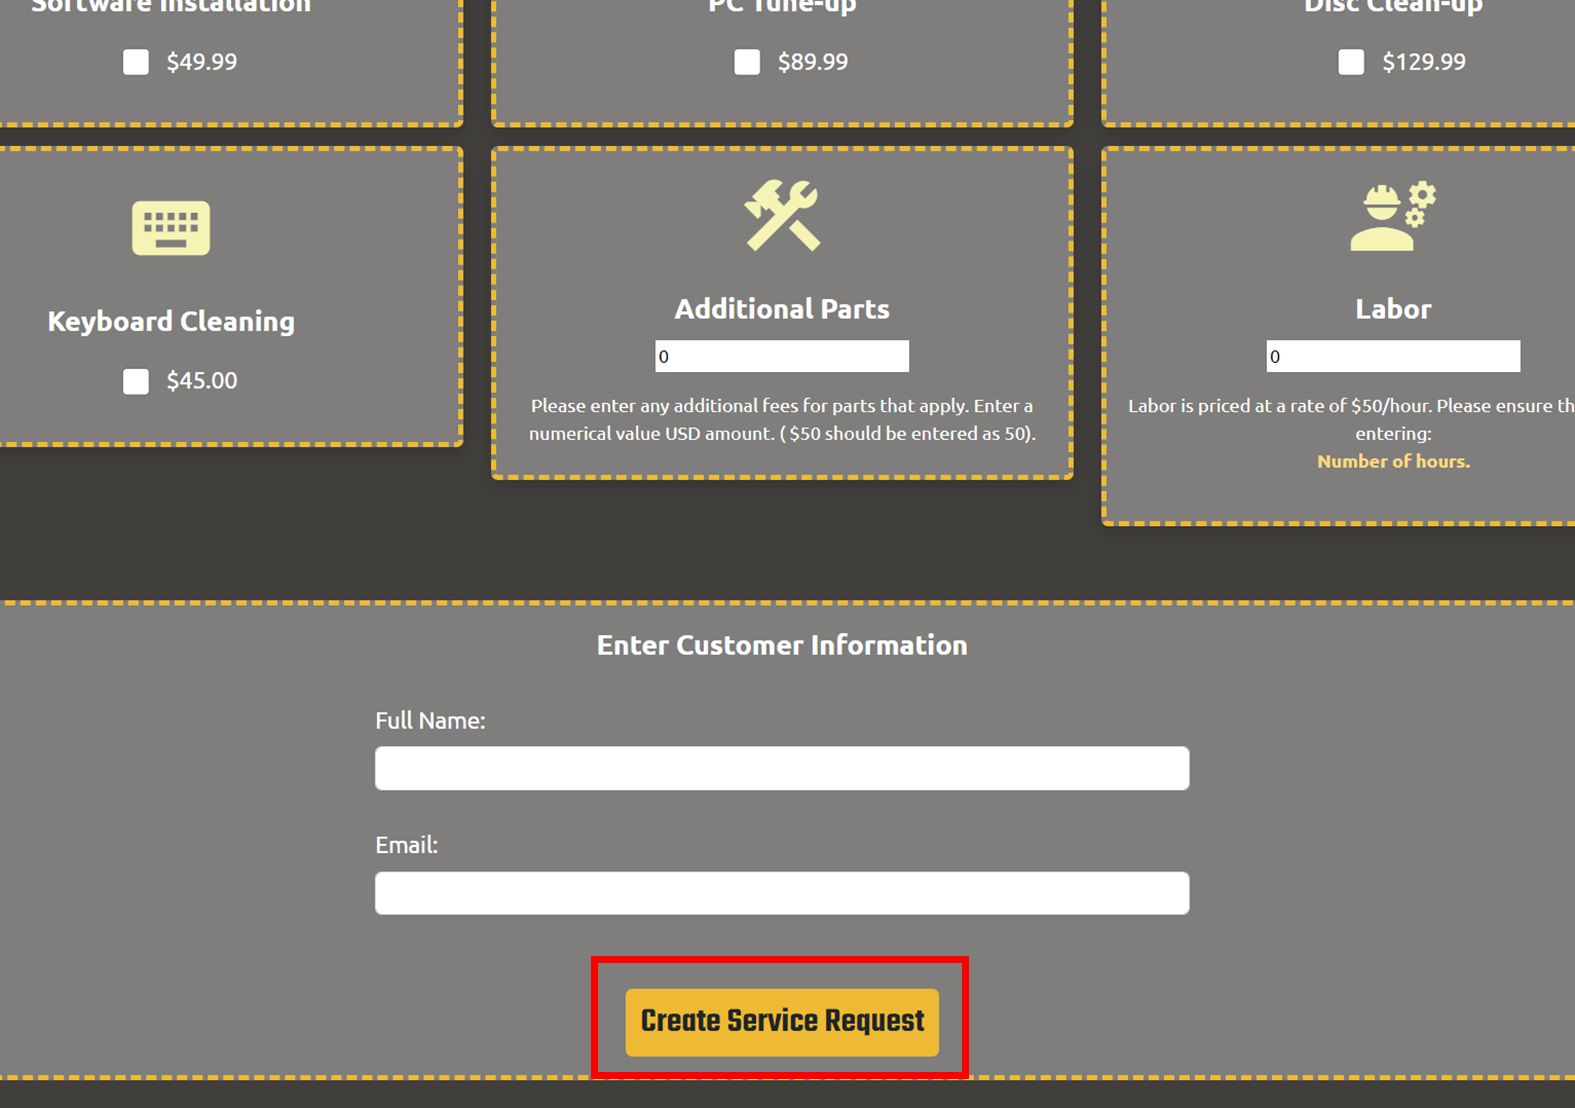 Software Installation
PC Tune-up
Disc Clean-up
$49.99
$89.99
$129.99
Keyboard Cleaning
$45.00
Additional Parts
0
Please enter any additional fees for parts that apply. Enter a
numerical value USD amount. ( $50 should be entered as 50).
Labor
0
Labor is priced at a rate of $50/hour. Please ensure th
entering:
Number of hours.
Enter Customer Information
Full Name:
Email:
Create Service Request